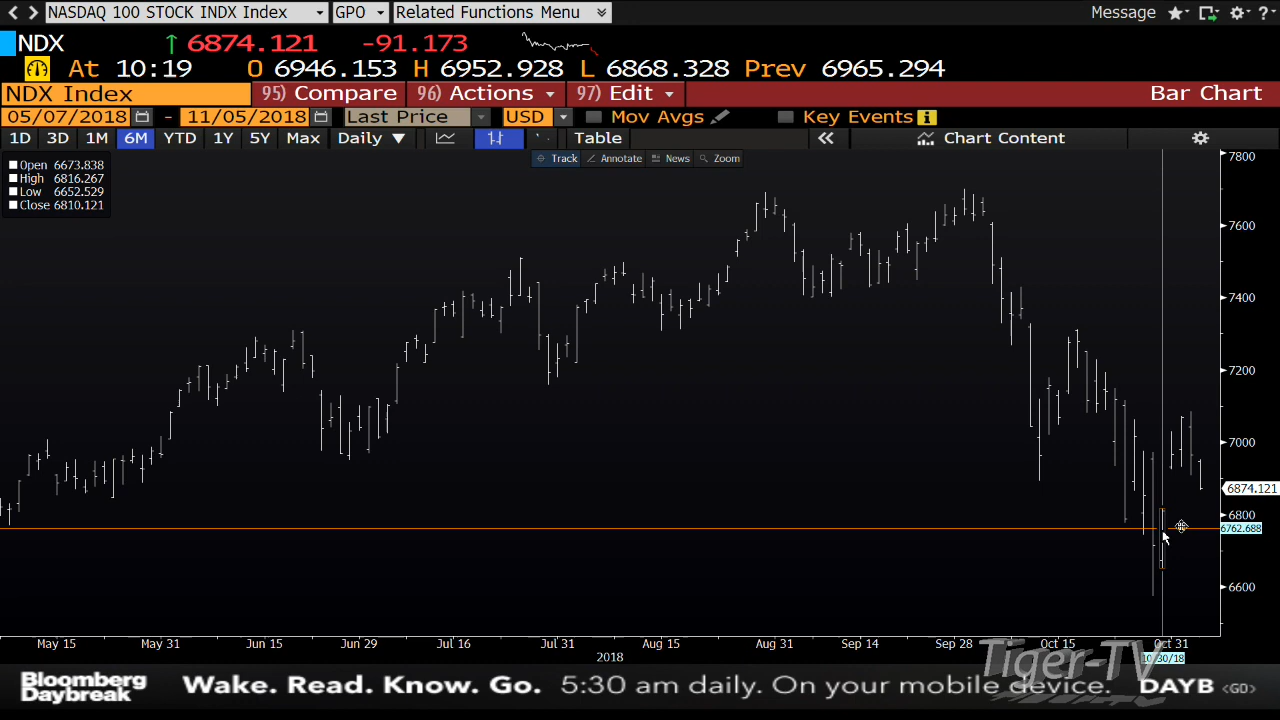 NASDAQ 100 STOCK INDX Index GPO Related Functions Menu Message ?
NDX 6874.121 -91.173
At 10:19 O 6946.153 H 6952.928 L 6868.328 Prev 6965.294
NDX Index 95) Compare 96) Actions 97) Edit Bar Chart
05/07/2018 - 11/05/2018 Last Price USD Mov Avgs Key Events i
1D 3D 1M 6M YTD 1Y 5Y Max Daily Table Chart Content
Track Annotate News Zoom
Open 6673.838
High 6816.267
Low 6652.529
Close 6810.121
7800
7600
7400
7200
7000
6874.121
6800
6762.688
6600
May 15 May 31 Jun 15 Jun 29 Jul 16 Jul 31 Aug 15 Aug 31 Sep 14 Sep 28 Oct 15 Oct 31
2018 10/30/18
Tiger-TV
Bloomberg
Daybreak
Wake. Read. Know. Go. 5:30 am daily. On your mobile device. DAYB <GO>